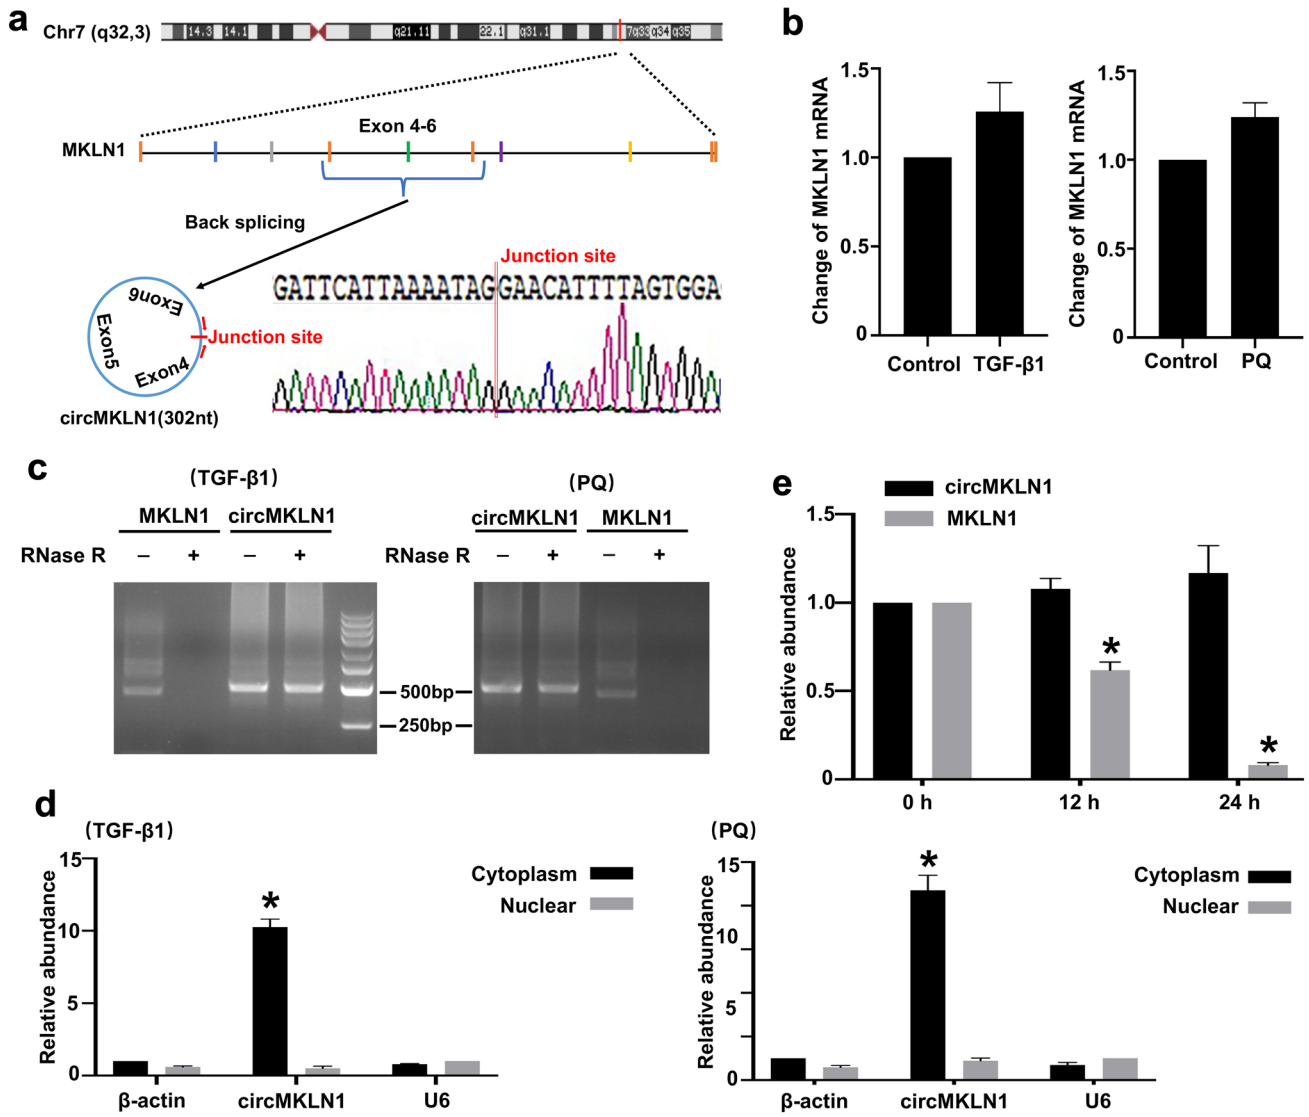 a
Chr7 (q32,3)
14.3 14.1 q21.11 22.1 q31.1 7q33 q34 q35
Exon 4-6
MKLN1
Back splicing
Junction site
GATTCATTAAAATAGGAACATTTTAGTGGA
Exon6
Exon5
Exon4
Junction site
circMKLN1(302nt)
b
Change of MKLN1 mRNA
1.5
1.0
0.5
0
Control TGF-β1
Change of MKLN1 mRNA
1.5
1.0
0.5
0
Control PQ
c
(TGF-β1)
MKLN1 circMKLN1
RNase R – + – +
(PQ)
circMKLN1 MKLN1
RNase R – + – +
500bp
250bp
d
(TGF-β1)
Relative abundance
15
10
5
0
Cytoplasm
Nuclear
*
β-actin circMKLN1 U6
(PQ)
Relative abundance
15
10
5
0
Cytoplasm
Nuclear
*
β-actin circMKLN1 U6
e
circMKLN1
MKLN1
Relative abundance
1.5
1.0
0.5
0
*
*
0 h 12 h 24 h